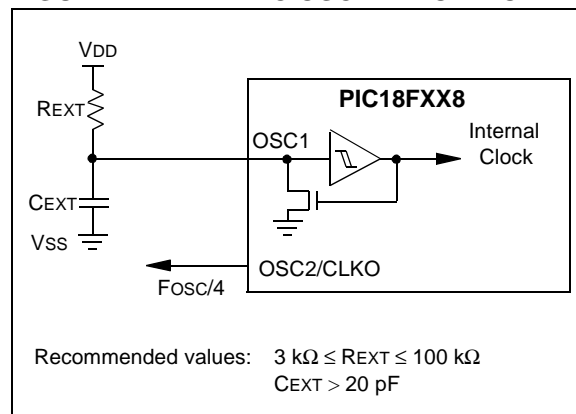 VDD
REXT
PIC18FXX8
OSC1
Internal
Clock
CEXT
VSS
OSC2/CLKO
FOSC/4
Recommended values: 3 kΩ ≤ REXT ≤ 100 kΩ
CEXT > 20 pF